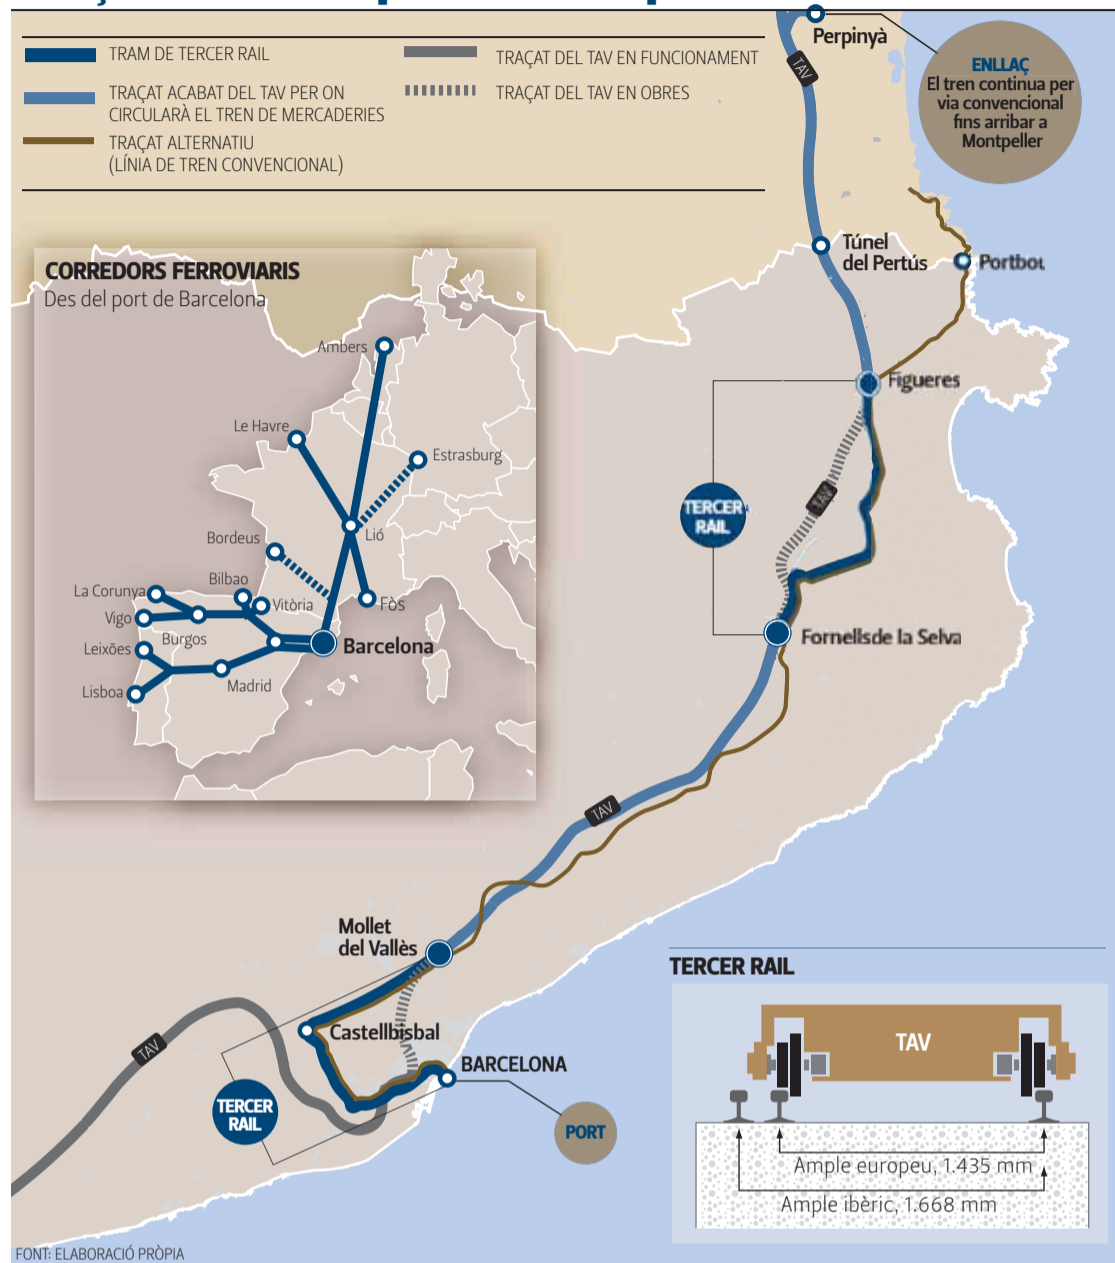 TRAM DE TERCER RAIL
TRAÇAT ACABAT DEL TAV PER ON
CIRCULARÀ EL TREN DE MERCADERIES
TRAÇAT ALTERNATIU
(LÍNIA DE TREN CONVENCIONAL)
TRAÇAT DEL TAV EN FUNCIONAMENT
TRAÇAT DEL TAV EN OBRES
Perpinyà
TAV
ENLLAÇ
El tren continua per
via convencional
fins arribar a
Montpeller
Túnel
del Pertús
Portbou
CORREDORS FERROVIARIS
Des del port de Barcelona
Ambers
Le Havre
Estrasburg
Lió
Bordeus
Bilbao
La Corunya
Vitòria
Fòs
Vigo
Burgos
Leixões
Barcelona
Madrid
Lisboa
Figueres
TERCER
RAIL
TAV
Fornells de la Selva
TAV
Mollet
del Vallès
Castellbisbal
TAV
BARCELONA
TERCER
RAIL
PORT
TERCER RAIL
TAV
Ample europeu, 1.435 mm
Ample ibèric, 1.668 mm
FONT: ELABORACIÓ PRÒPIA